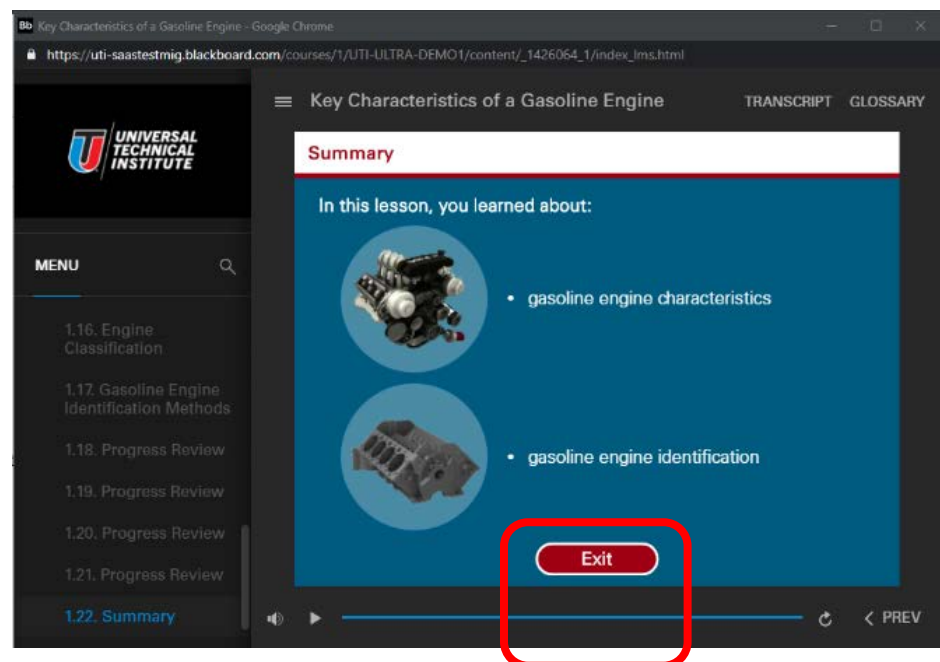 Bb Key Characteristics of a Gasoline Engine - Google Chrome
https://uti-saastestmig.blackboard.com/courses/1/UTI-ULTRA-DEMO1/content/_1426064_1/index_lms.html
UNIVERSAL
TECHNICAL
INSTITUTE
Key Characteristics of a Gasoline Engine
TRANSCRIPT GLOSSARY
Summary
In this lesson, you learned about:
• gasoline engine characteristics
• gasoline engine identification
Exit
MENU
1.16. Engine
Classification
1.17. Gasoline Engine
Identification Methods
1.18. Progress Review
1.19. Progress Review
1.20. Progress Review
1.21. Progress Review
1.22. Summary
< PREV